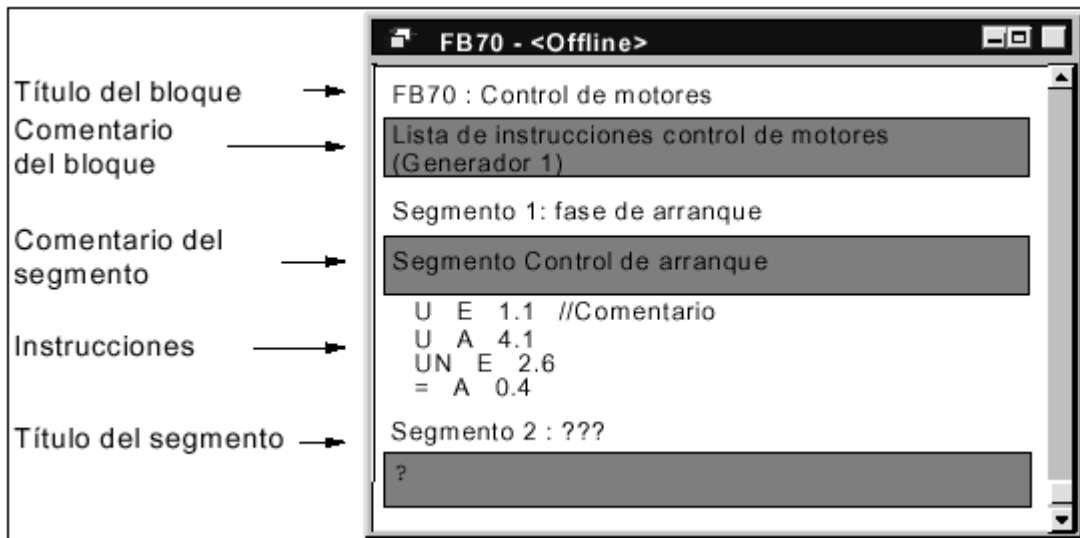 FB70 - <Offline>
Título del bloque
FB70 : Control de motores
Comentario
del bloque
Lista de instrucciones control de motores
(Generador 1)
Segmento 1: fase de arranque
Comentario del
segmento
Segmento Control de arranque
Instrucciones
U E 1.1 //Comentario
U A 4.1
UN E 2.6
= A 0.4
Título del segmento
Segmento 2 : ???
?